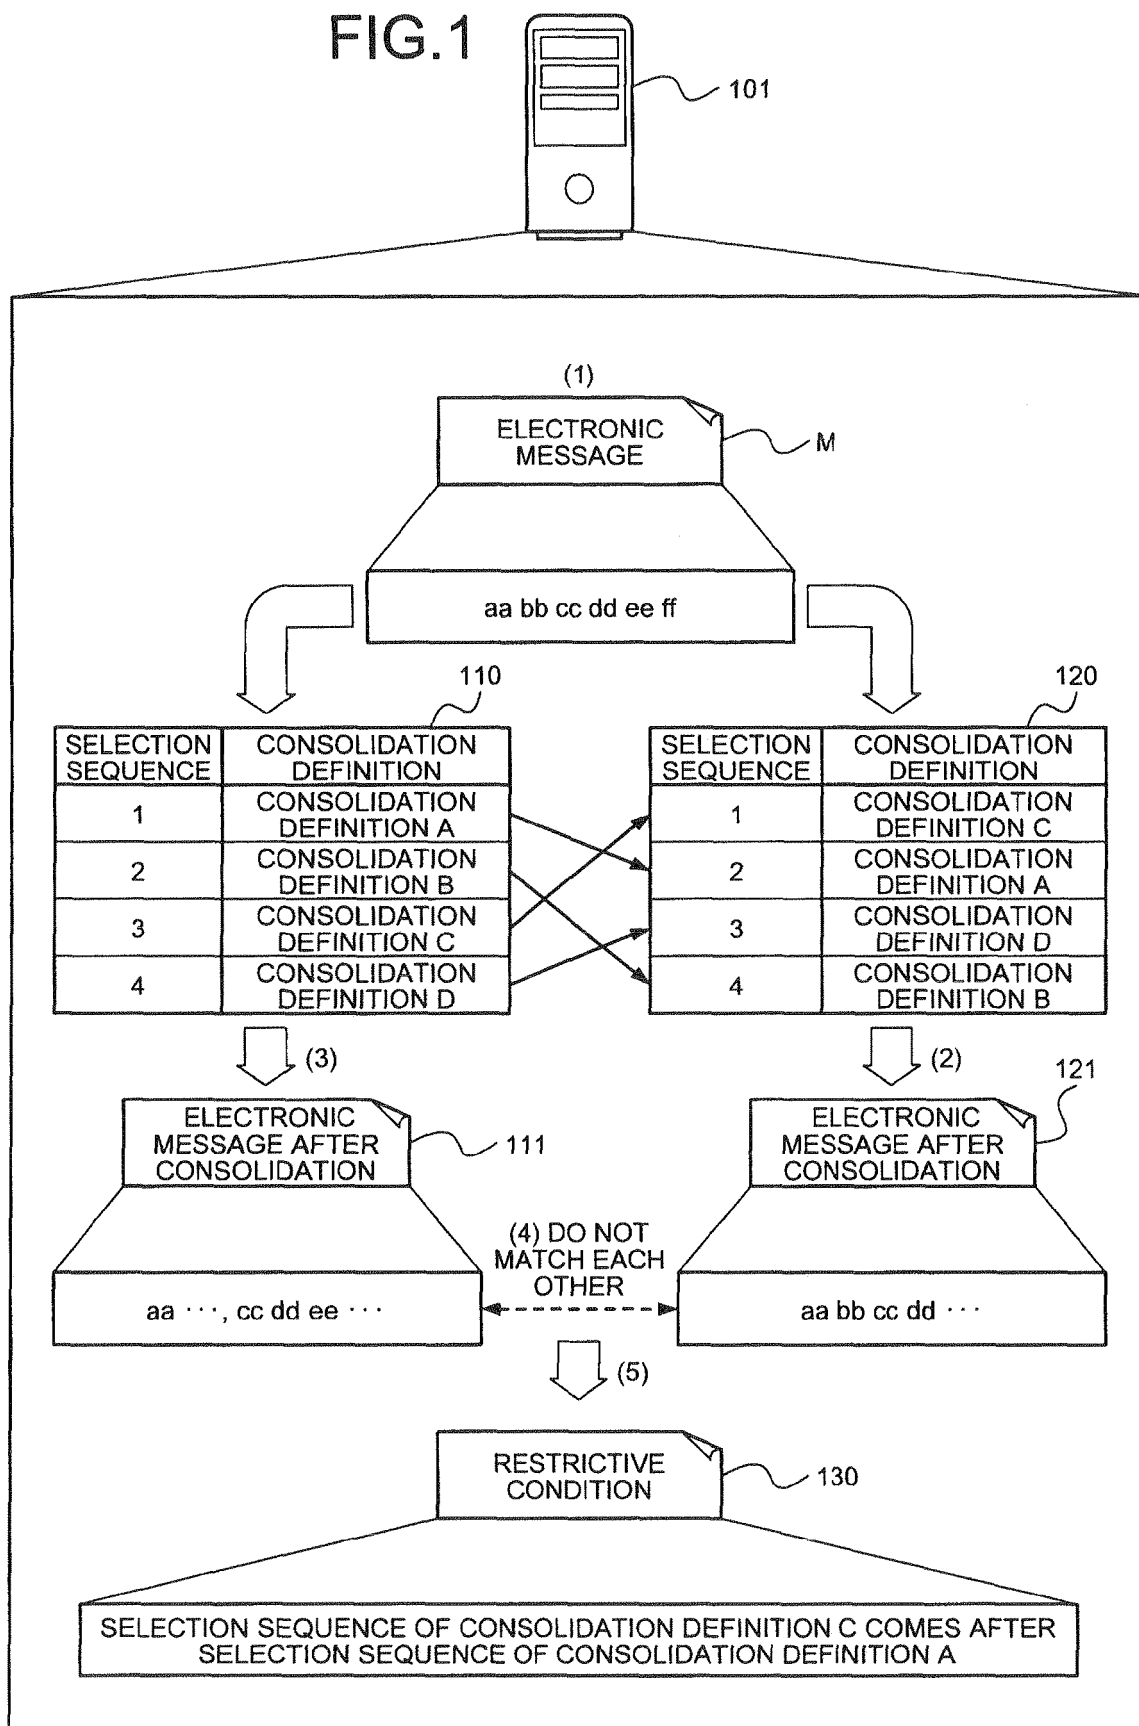 FIG.1
101
(1)
ELECTRONIC
MESSAGE
M
aa bb cc dd ee ff
110
SELECTION
SEQUENCE
CONSOLIDATION
DEFINITION
1
CONSOLIDATION
DEFINITION A
2
CONSOLIDATION
DEFINITION B
3
CONSOLIDATION
DEFINITION C
4
CONSOLIDATION
DEFINITION D
120
SELECTION
SEQUENCE
CONSOLIDATION
DEFINITION
1
CONSOLIDATION
DEFINITION C
2
CONSOLIDATION
DEFINITION A
3
CONSOLIDATION
DEFINITION D
4
CONSOLIDATION
DEFINITION B
(3)
(2)
ELECTRONIC
MESSAGE AFTER
CONSOLIDATION
111
ELECTRONIC
MESSAGE AFTER
CONSOLIDATION
121
(4) DO NOT
MATCH EACH
OTHER
aa ···, cc dd ee ···
aa bb cc dd ···
(5)
RESTRICTIVE
CONDITION
130
SELECTION SEQUENCE OF CONSOLIDATION DEFINITION C COMES AFTER
SELECTION SEQUENCE OF CONSOLIDATION DEFINITION A